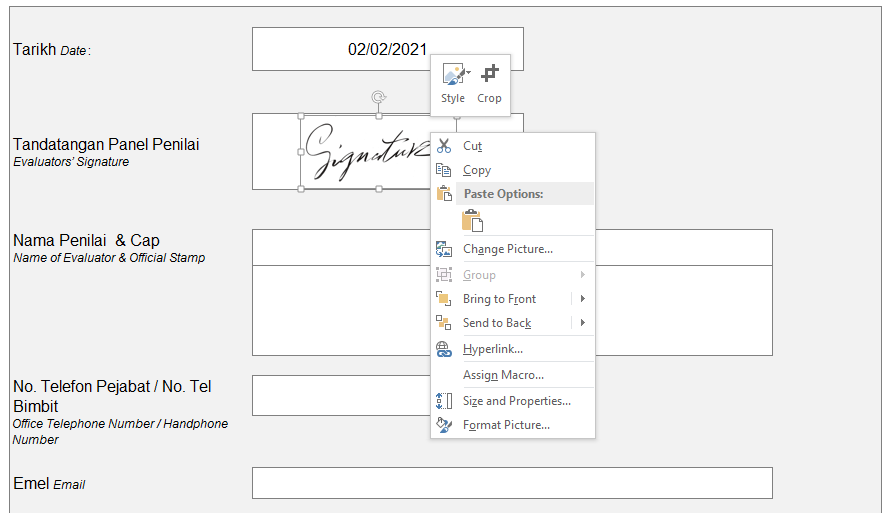 Tarikh Date:
02/02/2021
Style Crop
Tandatangan Panel Penilai
Evaluators' Signature
Signature
Cut
Copy
Paste Options:
Nama Penilai & Cap
Name of Evaluator & Official Stamp
Change Picture...
Group
Bring to Front
Send to Back
Hyperlink...
Assign Macro...
Size and Properties...
Format Picture...
No. Telefon Pejabat / No. Tel
Bimbit
Office Telephone Number / Handphone
Number
Emel Email